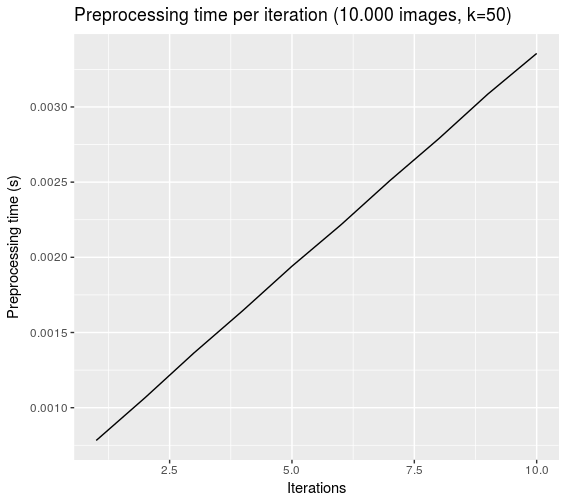 Preprocessing time per iteration (10.000 images, k=50)
Preprocessing time (s)
0.0030
0.0025
0.0020
0.0015
0.0010
2.5 5.0 7.5 10.0
Iterations